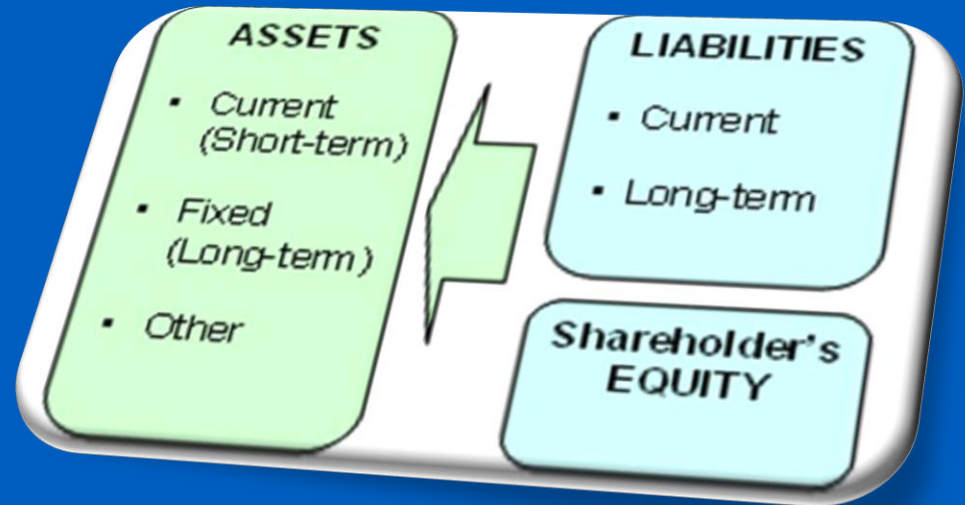 ASSETS
▪ Current
(Short-term)
▪ Fixed
(Long-term)
▪ Other
LIABILITIES
▪ Current
▪ Long-term
Shareholder's
EQUITY